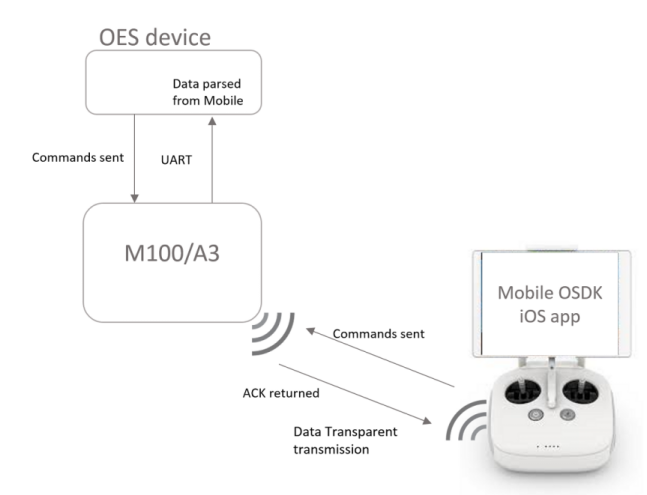 OES device
Data parsed
from Mobile
Commands sent
UART
M100/A3
Mobile OSDK
iOS app
Commands sent
ACK returned
Data Transparent
transmission